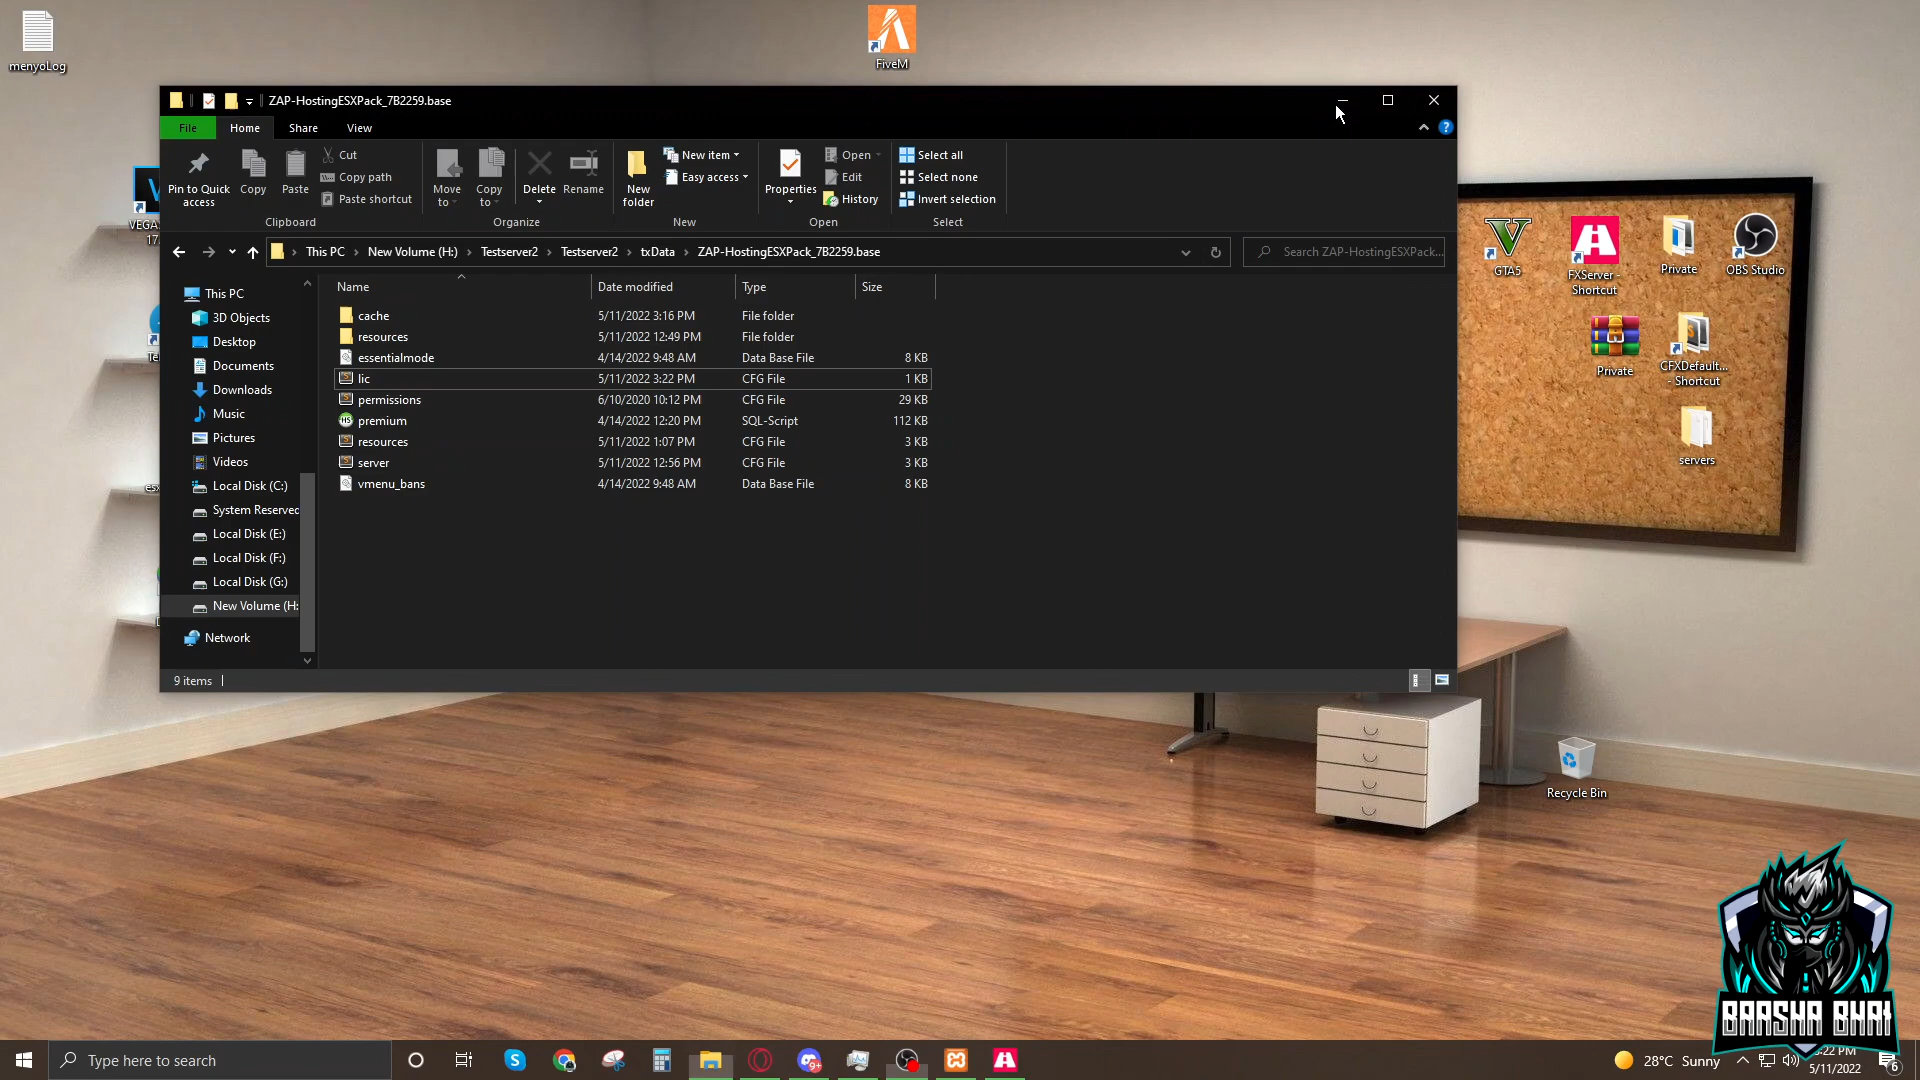 menyoLog
FiveM
ZAP-HostingESXPack_7B2259.base
File
Home
Share
View
Pin to Quick access
Copy
Paste
Cut
Copy path
Paste shortcut
Clipboard
Move to
Copy to
Delete
Rename
Organize
New folder
New item
Easy access
New
Properties
Open
Edit
History
Open
Select all
Select none
Invert selection
Select
This PC
New Volume (H:)
Testserver2
Testserver2
txData
ZAP-HostingESXPack_7B2259.base
Search ZAP-HostingESXPack...
This PC
3D Objects
Desktop
Documents
Downloads
Music
Pictures
Videos
Local Disk (C:)
System Reserved
Local Disk (E:)
Local Disk (F:)
Local Disk (G:)
New Volume (H:
Network
Name Date modified Type Size
cache 5/11/2022 3:16 PM File folder
resources 5/11/2022 12:49 PM File folder
essentialmode 4/14/2022 9:48 AM Data Base File 8 KB
lic 5/11/2022 3:22 PM CFG File 1 KB
permissions 6/10/2020 10:12 PM CFG File 29 KB
premium 4/14/2022 12:20 PM SQL-Script 112 KB
resources 5/11/2022 1:07 PM CFG File 3 KB
server 5/11/2022 12:56 PM CFG File 3 KB
vmenu_bans 4/14/2022 9:48 AM Data Base File 8 KB
9 items
VEGAS
17.
GTA5
FXServer - Shortcut
Private
OBS Studio
Private
CFXDefault... - Shortcut
servers
Recycle Bin
BAASHA BHAI
Type here to search
28°C Sunny
:22 PM
5/11/2022
6